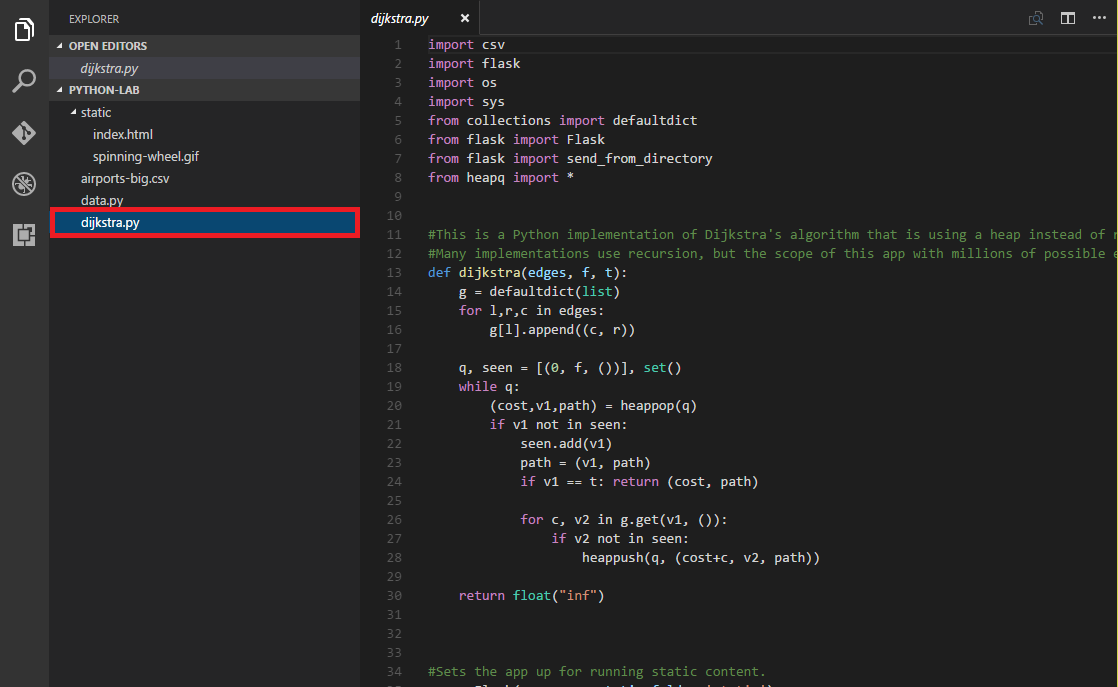 EXPLORER
OPEN EDITORS
dijkstra.py
PYTHON-LAB
static
index.html
spinning-wheel.gif
airports-big.csv
data.py
dijkstra.py
dijkstra.py ×
1 import csv
2 import flask
3 import os
4 import sys
5 from collections import defaultdict
6 from flask import Flask
7 from flask import send_from_directory
8 from heapq import *
9
10
11 #This is a Python implementation of Dijkstra's algorithm that is using a heap instead of
12 #Many implementations use recursion, but the scope of this app with millions of possible
13 def dijkstra(edges, f, t):
14     g = defaultdict(list)
15     for l,r,c in edges:
16         g[l].append((c, r))
17
18     q, seen = [(0, f, ())], set()
19     while q:
20         (cost,v1,path) = heappop(q)
21         if v1 not in seen:
22             seen.add(v1)
23             path = (v1, path)
24             if v1 == t: return (cost, path)
25
26             for c, v2 in g.get(v1, ()):
27                 if v2 not in seen:
28                     heappush(q, (cost+c, v2, path))
29
30     return float("inf")
31
32
33
34 #Sets the app up for running static content.